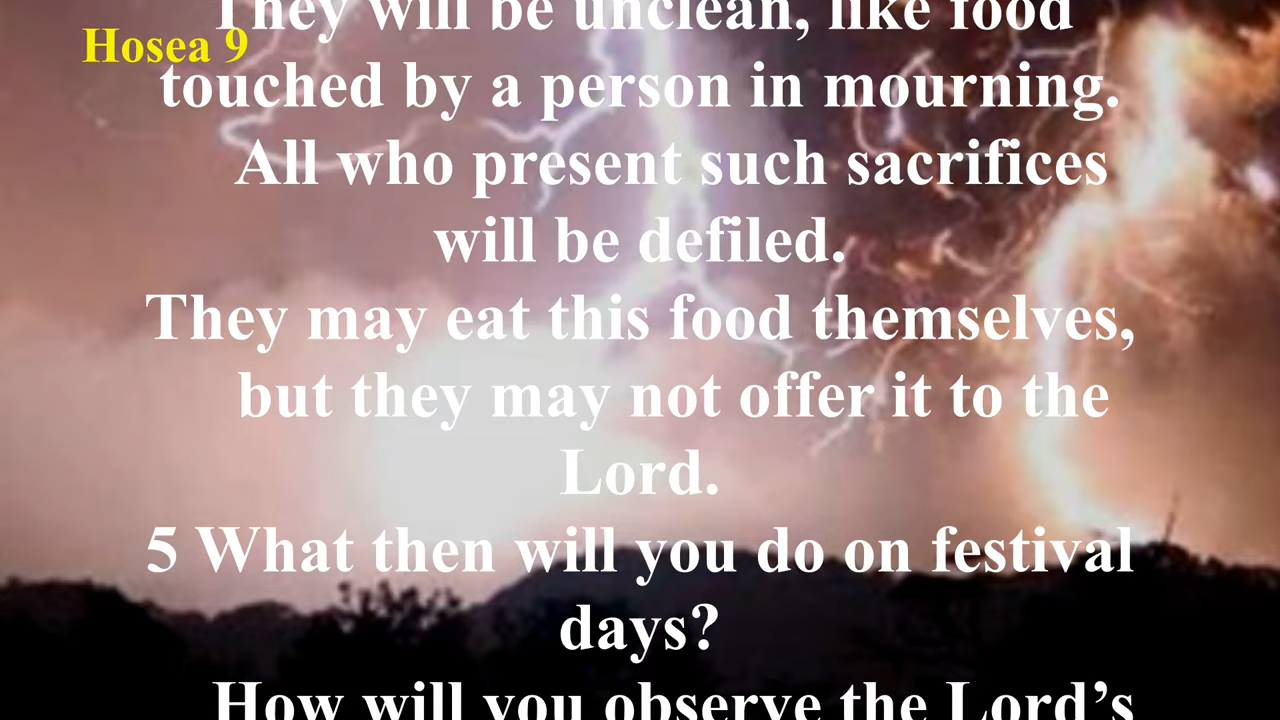 They will be unclean, like food
Hosea 9
touched by a person in mourning.
All who present such sacrifices
will be defiled.
They may eat this food themselves,
but they may not offer it to the
Lord.
5 What then will you do on festival
days?
How will you observe the Lord’s